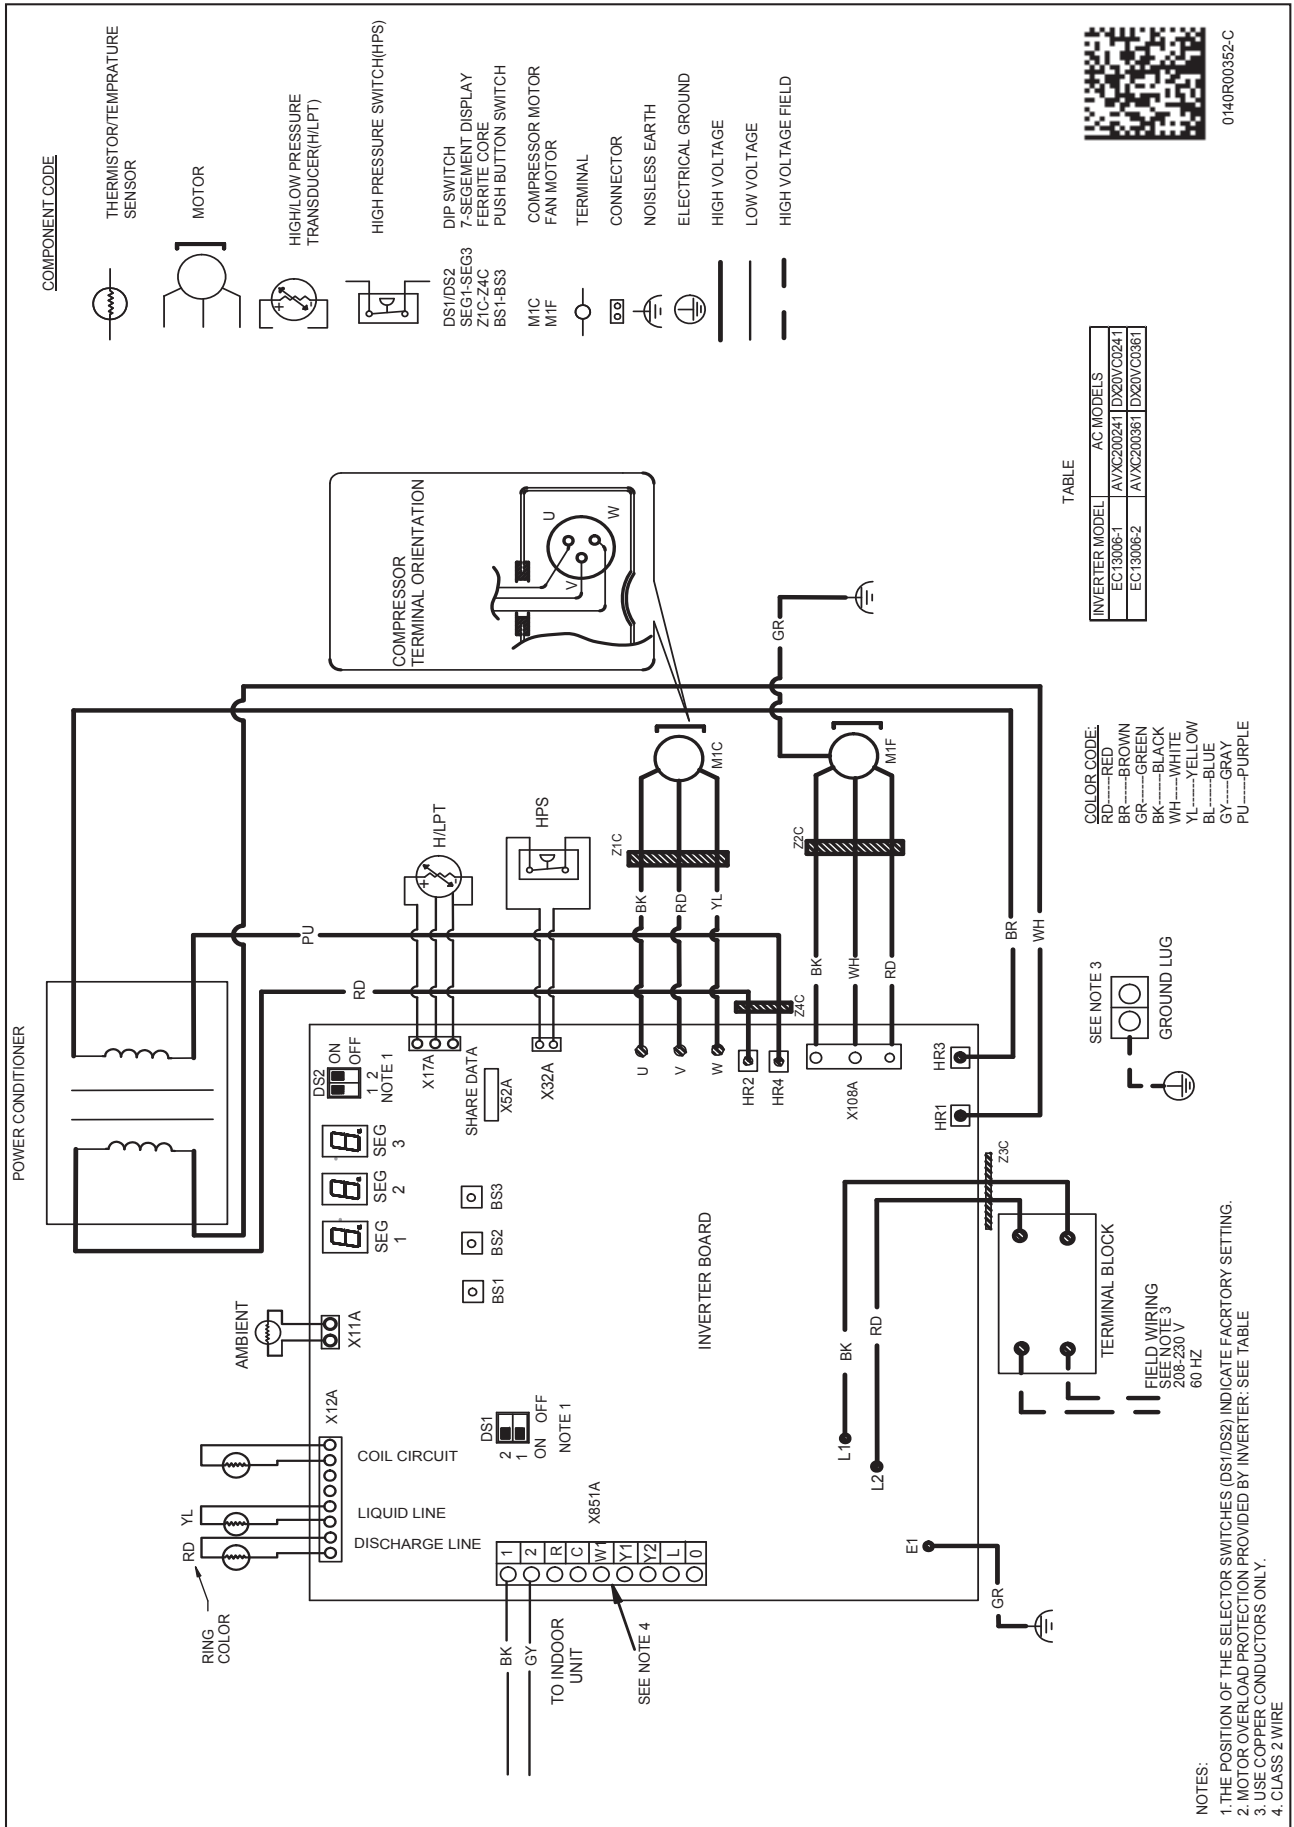 POWER CONDITIONER
COMPONENT CODE
THERMISTOR/TEMPRATURE
SENSOR
MOTOR
HIGH/LOW PRESSURE
TRANSDUCER(H/LPT)
HIGH PRESSURE SWITCH(HPS)
DS1/DS2 DIP SWITCH
SEG1-SEG3 7-SEGEMENT DISPLAY
Z1C-Z4C FERRITE CORE
BS1-BS3 PUSH BUTTON SWITCH
M1C COMPRESSOR MOTOR
M1F FAN MOTOR
TERMINAL
CONNECTOR
NOISLESS EARTH
ELECTRICAL GROUND
HIGH VOLTAGE
LOW VOLTAGE
HIGH VOLTAGE FIELD
0140R00352-C
RING
COLOR
RD
YL
AMBIENT
X12A
X11A
COIL CIRCUIT
LIQUID LINE
DISCHARGE LINE
SEG
1
SEG
2
SEG
3
DS2
ON
OFF
1 2
NOTE 1
X17A
SHARE DATA
X52A
X32A
BS1
BS2
BS3
DS1
2
1
ON OFF
NOTE 1
X851A
1
2
R
C
W1
Y1
Y2
L
0
BK
GY
TO INDOOR
UNIT
SEE NOTE 4
INVERTER BOARD
PU
RD
H/LPT
HPS
U
V
W
BK
RD
YL
Z1C
M1C
HR2
HR4
Z4C
X108A
BK
WH
RD
Z2C
M1F
GR
HR1
HR3
BR
WH
COMPRESSOR
TERMINAL ORIENTATION
U
V
W
L1
L2
BK
RD
Z3C
E1
GR
TERMINAL BLOCK
FIELD WIRING
SEE NOTE 3
208-230 V
60 HZ
SEE NOTE 3
GROUND LUG
COLOR CODE:
RD-----RED
BR-----BROWN
GR-----GREEN
BK-----BLACK
WH----WHITE
YL------YELLOW
BL------BLUE
GY-----GRAY
PU-----PURPLE
TABLE
INVERTER MODEL AC MODELS
EC13006-1 AVXC200241 DX20VC0241
EC13006-2 AVXC200361 DX20VC0361
NOTES:
1.THE POSITION OF THE SELECTOR SWITCHES (DS1/DS2) INDICATE FACRTORY SETTING.
2. MOTOR OVERLOAD PROTECTION PROVIDED BY INVERTER: SEE TABLE
3. USE COPPER CONDUCTORS ONLY.
4. CLASS 2 WIRE